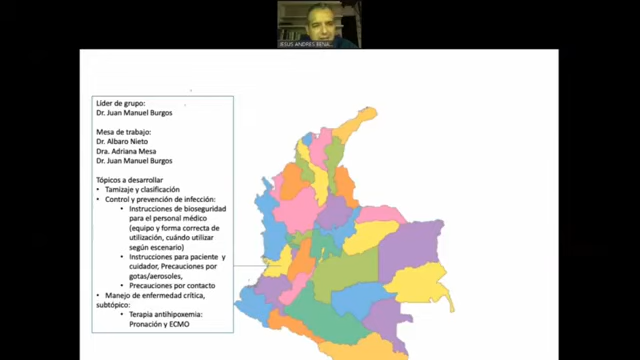 JESUS ANDRES BENA...
Líder de grupo:
Dr. Juan Manuel Burgos
Mesa de trabajo:
Dr. Albaro Nieto
Dra. Adriana Mesa
Dr. Juan Manuel Burgos
Tópicos a desarrollar
• Tamizaje y clasificación
• Control y prevención de infección:
• Instrucciones de bioseguridad
para el personal médico
(equipo y forma correcta de
utilización, cuándo utilizar
según escenario)
• Instrucciones para paciente y
cuidador, Precauciones por
gotas/aerosoles,
• Precauciones por contacto
• Manejo de enfermedad crítica,
subtópico:
• Terapia antihipoxemia:
Pronación y ECMO